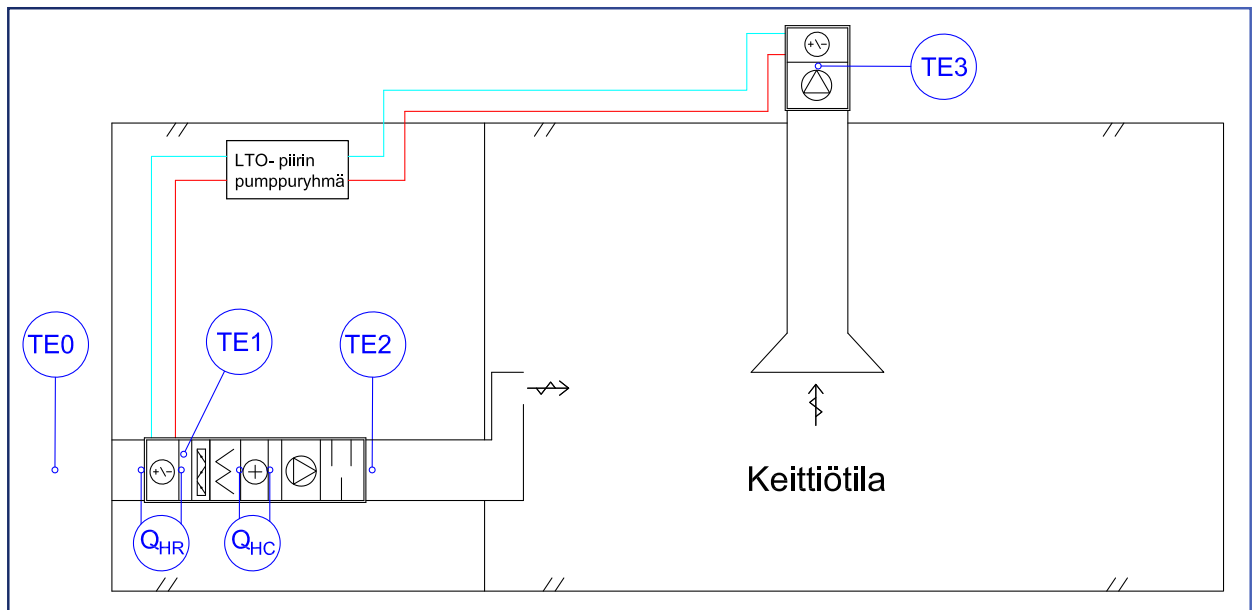 +/-
TE3
LTO- piirin
pumppuryhmä
TE0
TE1
TE2
+/-
Keittiötila
QHR
QHC